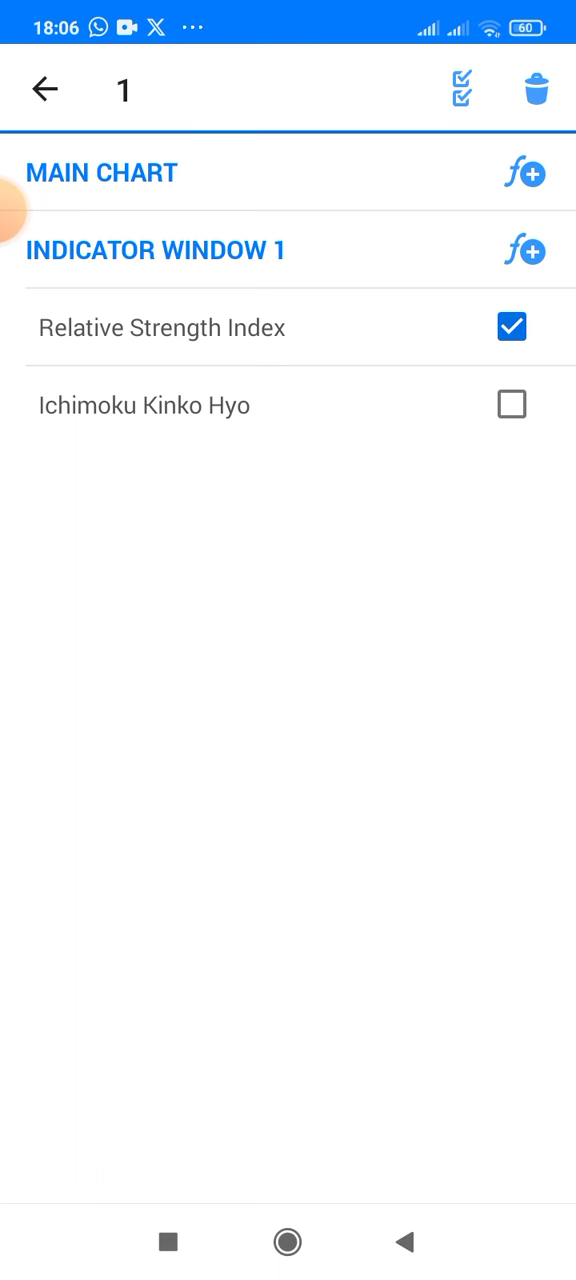 18:06 60
1
MAIN CHART
INDICATOR WINDOW 1
Relative Strength Index
Ichimoku Kinko Hyo